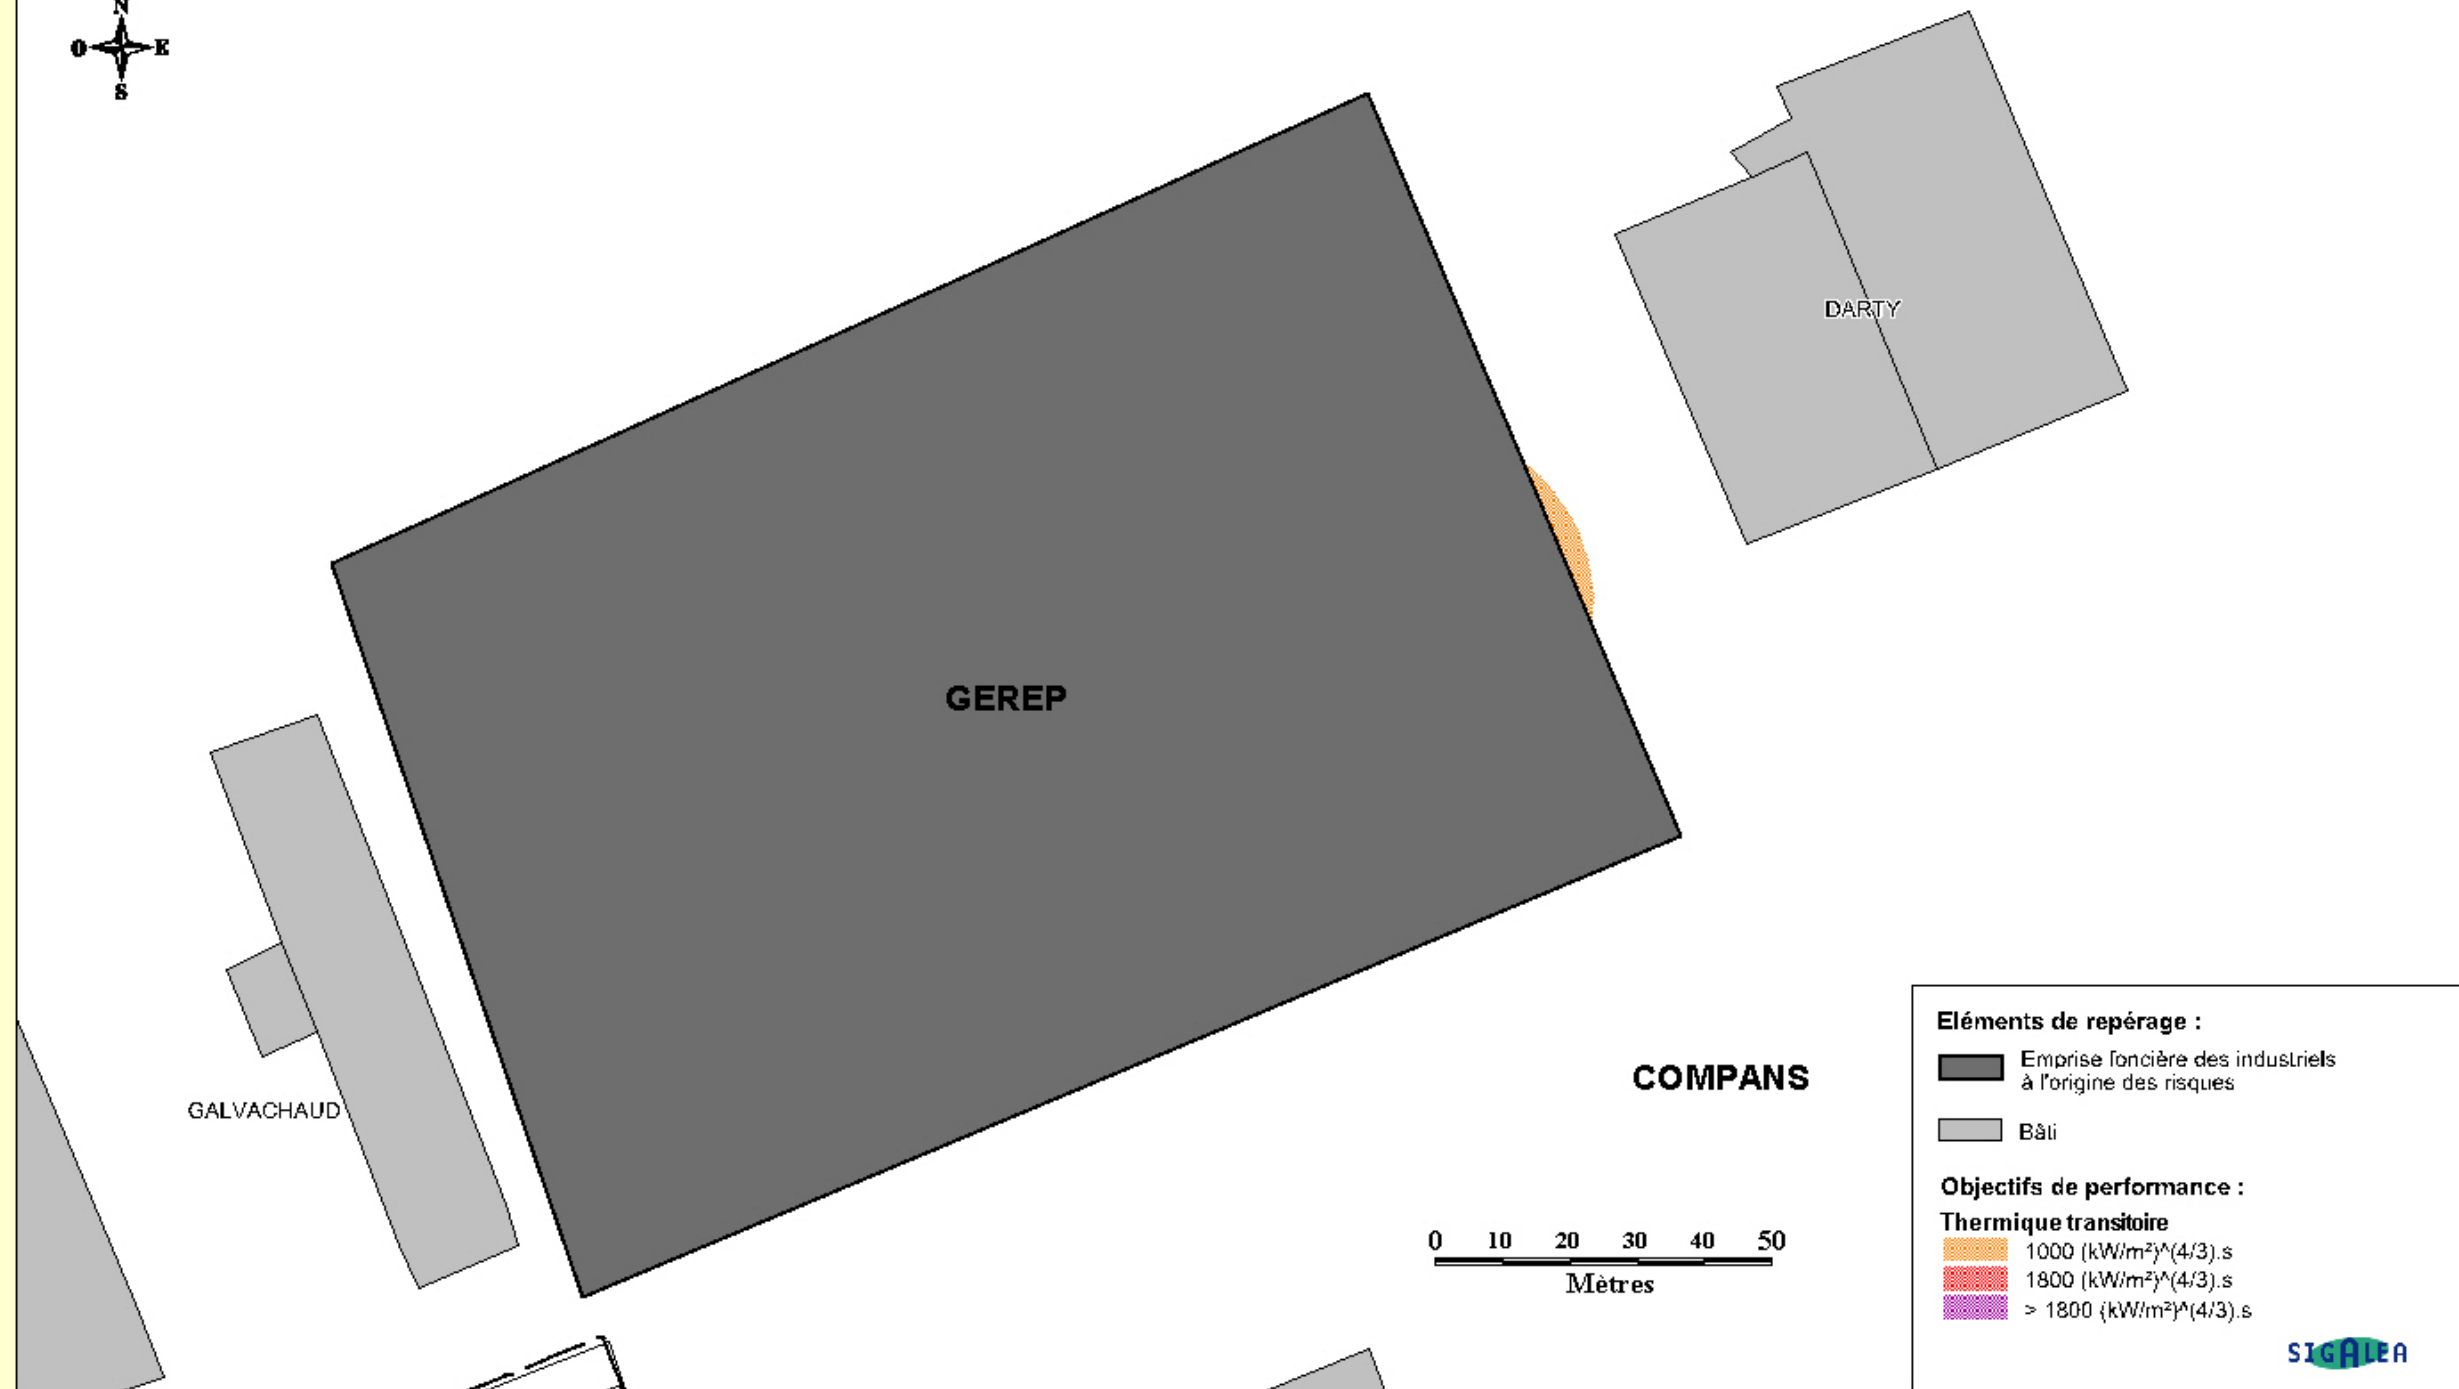 N
O E
S
DARTY
GEREP
GALVACHAUD
COMPANS
0 10 20 30 40 50
Mètres
Eléments de repérage :
Emprise foncière des industriels
à l'origine des risques
Bâti
Objectifs de performance :
Thermique transitoire
1000 (kW/m²)^(4/3).s
1800 (kW/m²)^(4/3).s
> 1800 (kW/m²)^(4/3).s
SIGALEA